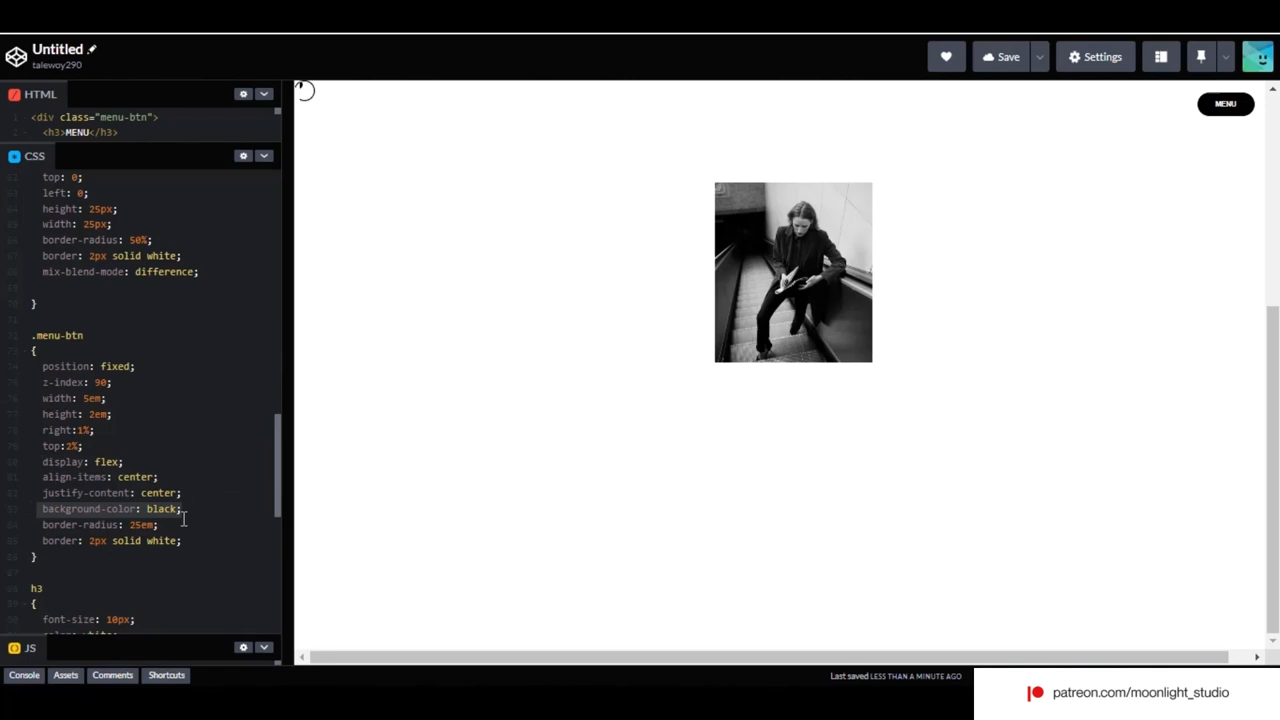 Untitled
talewoy290
Save
Settings
HTML
1 <div class="menu-btn">
2 <h3>MENU</h3>
CSS
top: 0;
left: 0;
height: 25px;
width: 25px;
border-radius: 50%;
border: 2px solid white;
mix-blend-mode: difference;
}
.menu-btn
{
position: fixed;
z-index: 90;
width: 5em;
height: 2em;
right:1%;
top:2%;
display: flex;
align-items: center;
justify-content: center;
background-color: black;
border-radius: 25em;
border: 2px solid white;
}
h3
{
font-size: 10px;
JS
MENU
Console
Assets
Comments
Shortcuts
Last saved LESS THAN A MINUTE AGO
patreon.com/moonlight_studio